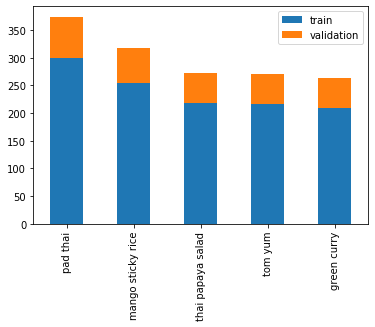 350
300
250
200
150
100
50
0
train
validation
pad thai
mango sticky rice
thai papaya salad
tom yum
green curry